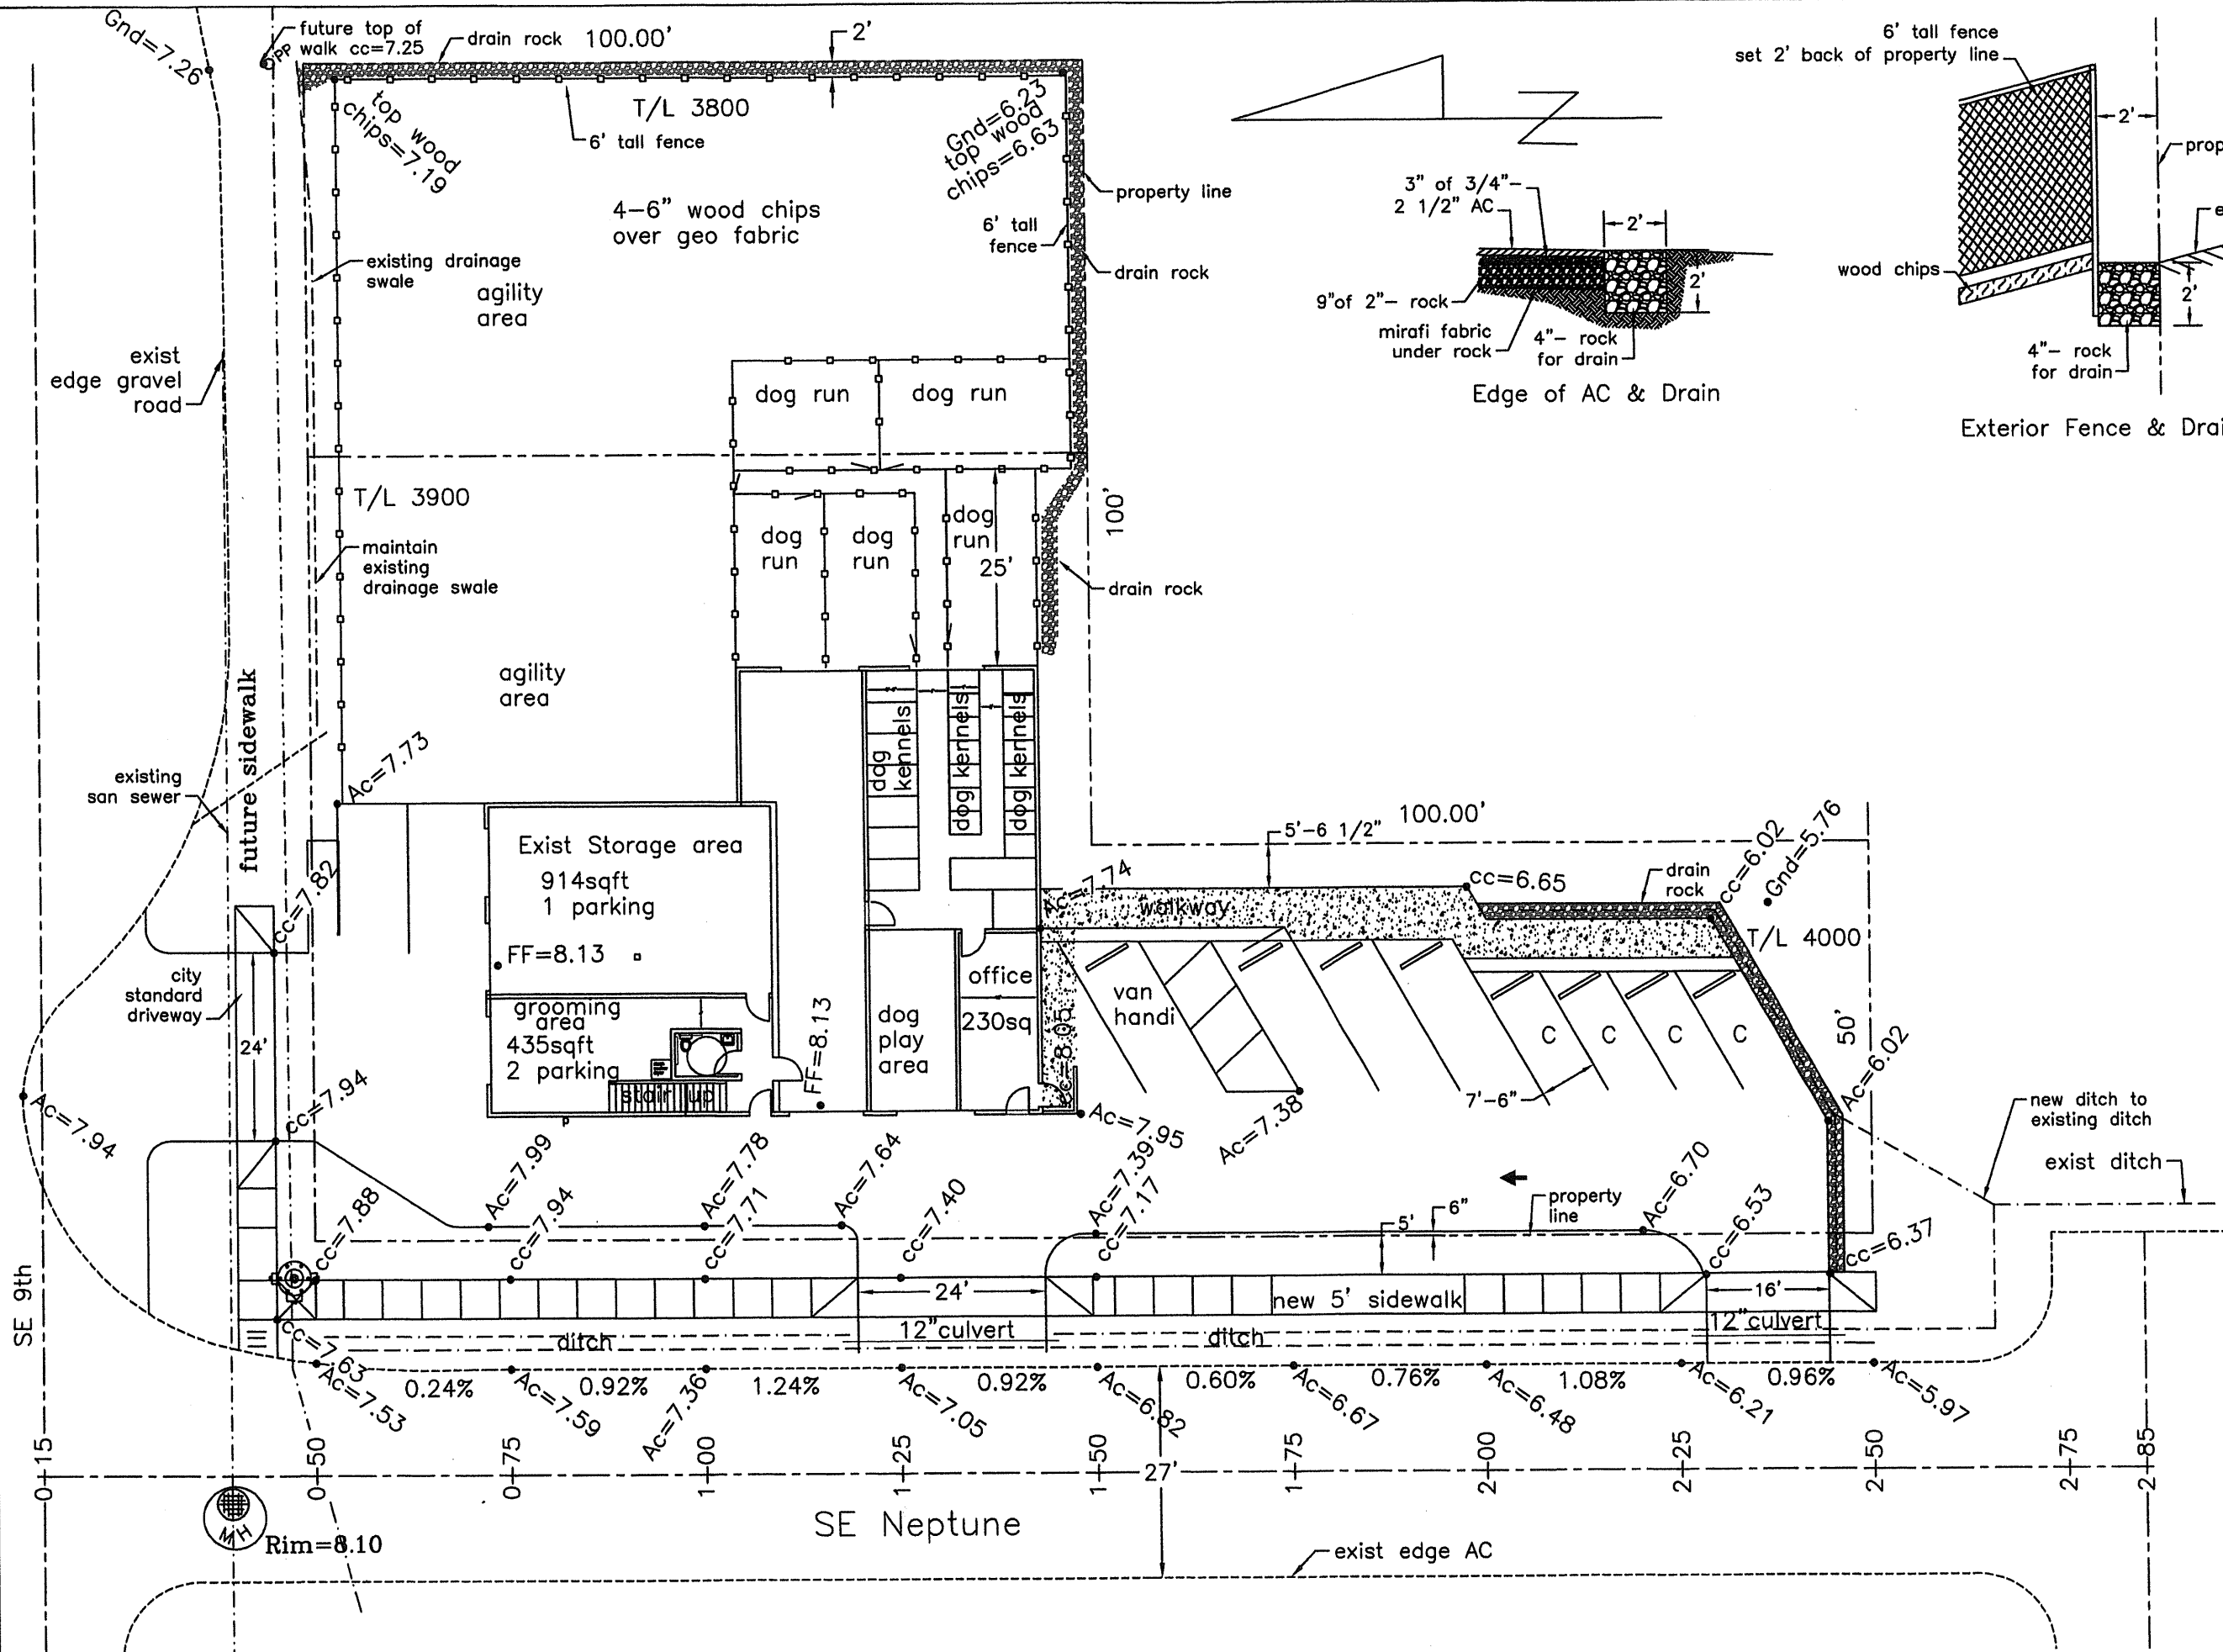 Gnd=7.26
future top of
walk cc=7.25
PP
drain rock
100.00'
2'
T/L 3800
6' tall fence
top wood
chips=7.19
Gnd=6.23
top wood
chips=6.63
property line
4-6" wood chips
over geo fabric
6' tall
fence
drain rock
existing drainage
swale
agility
area
exist
edge gravel
road
dog run
dog run
T/L 3900
maintain
existing
drainage swale
dog
run
dog
run
dog
run
25'
100'
drain rock
agility
area
future sidewalk
existing
san sewer
Ac=7.73
dog
kennels
dog kennels
dog kennels
3" of 3/4"-
2 1/2" AC
2'
9"of 2"- rock
2'
mirafi fabric
under rock
4"- rock
for drain
Edge of AC & Drain
6' tall fence
set 2' back of property line
2'
prop
e
wood chips
2'
4"- rock
for drain
Exterior Fence & Drai
Exist Storage area
914sqft
1 parking
FF=8.13
cc=7.82
city
standard
driveway
24'
cc=7.94
Ac=7.94
grooming
area
435sqft
2 parking
stair up
FF=8.13
dog
play
area
office
230sq
cc=8.05
Ac=7.74
walkway
5'-6 1/2"
100.00'
cc=6.65
drain
rock
cc=6.02
Gnd=5.76
T/L 4000
van
handi
C
C
C
C
7'-6"
50'
Ac=6.02
Ac=7.38
Ac=7.95
new ditch to
existing ditch
exist ditch
Ac=7.99
Ac=7.78
Ac=7.64
Ac=7.39
Ac=6.70
cc=7.88
cc=7.94
cc=7.71
cc=7.40
cc=7.17
5'
6"
property
line
cc=6.53
cc=6.37
24'
new 5' sidewalk
16'
ditch
12"culvert
ditch
12"culvert
cc=7.63
Ac=7.53
0.24%
Ac=7.59
0.92%
Ac=7.36
1.24%
Ac=7.05
0.92%
Ac=6.82
0.60%
Ac=6.67
0.76%
Ac=6.48
1.08%
Ac=6.21
0.96%
Ac=5.97
SE 9th
0-15
0-50
0-75
1-00
1-25
1-50
1-75
2-00
2-25
2-50
2-75
2-85
27'
MH
Rim=8.10
SE Neptune
exist edge AC